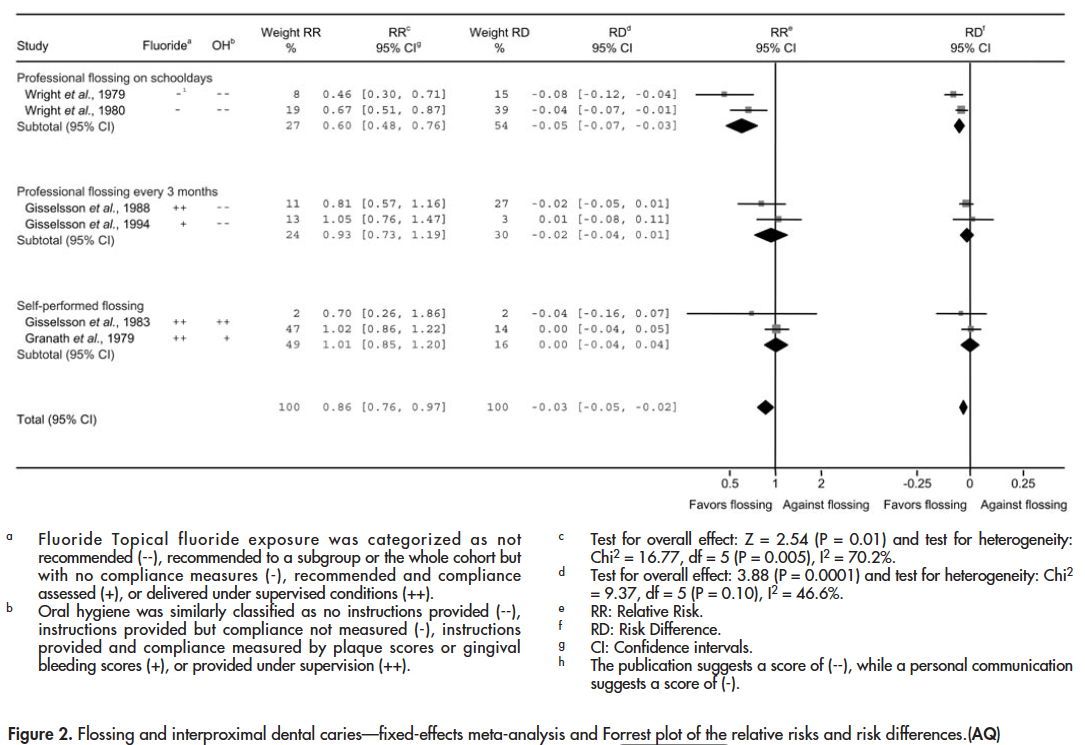 Weight RR RRᶜ Weight RD RDᵈ RRᵉ RDᶠ
Study Fluorideᵃ OHᵇ % 95% CIᵍ % 95% CI 95% CI 95% CI
Professional flossing on schooldays
Wright et al., 1979 -¹ -- 8 0.46 [0.30, 0.71] 15 -0.08 [-0.12, -0.04]
Wright et al., 1980 - -- 19 0.67 [0.51, 0.87] 39 -0.04 [-0.07, -0.01]
Subtotal (95% CI) 27 0.60 [0.48, 0.76] 54 -0.05 [-0.07, -0.03]
Professional flossing every 3 months
Gisselsson et al., 1988 ++ -- 11 0.81 [0.57, 1.16] 27 -0.02 [-0.05, 0.01]
Gisselsson et al., 1994 + -- 13 1.05 [0.76, 1.47] 3 0.01 [-0.08, 0.11]
Subtotal (95% CI) 24 0.93 [0.73, 1.19] 30 -0.02 [-0.04, 0.01]
Self-performed flossing
Gisselsson et al., 1983 ++ ++ 2 0.70 [0.26, 1.86] 2 -0.04 [-0.16, 0.07]
Granath et al., 1979 ++ + 47 1.02 [0.86, 1.22] 14 0.00 [-0.04, 0.05]
Subtotal (95% CI) 49 1.01 [0.85, 1.20] 16 0.00 [-0.04, 0.04]
Total (95% CI) 100 0.86 [0.76, 0.97] 100 -0.03 [-0.05, -0.02]
0.5 1 2 -0.25 0 0.25
Favors flossing Against flossing Favors flossing Against flossing
a Fluoride Topical fluoride exposure was categorized as not
recommended (--), recommended to a subgroup or the whole cohort but
with no compliance measures (-), recommended and compliance
assessed (+), or delivered under supervised conditions (++).
b Oral hygiene was similarly classified as no instructions provided (--),
instructions provided but compliance not measured (-), instructions
provided and compliance measured by plaque scores or gingival
bleeding scores (+), or provided under supervision (++).
c Test for overall effect: Z = 2.54 (P = 0.01) and test for heterogeneity:
Chi² = 16.77, df = 5 (P = 0.005), I² = 70.2%.
d Test for overall effect: 3.88 (P = 0.0001) and test for heterogeneity: Chi²
= 9.37, df = 5 (P = 0.10), I² = 46.6%.
e RR: Relative Risk.
f RD: Risk Difference.
g CI: Confidence intervals.
h The publication suggests a score of (--), while a personal communication
suggests a score of (-).
Figure 2. Flossing and interproximal dental caries—fixed-effects meta-analysis and Forrest plot of the relative risks and risk differences.(AQ)